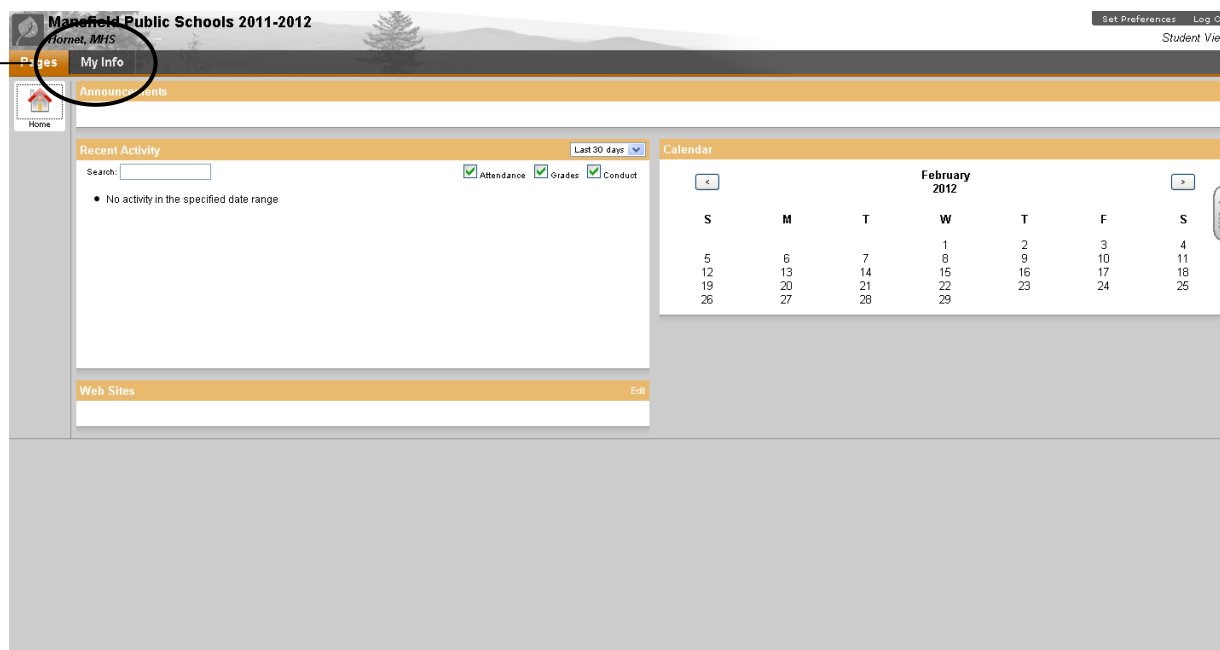 Mansfield Public Schools 2011-2012
Hornet, MHS
Set Preferences Log
Student
Pages My Info
Home
Announcements
Recent Activity
Last 30 days
Search:
Attendance Grades Conduct
No activity in the specified date range
Web Sites
Edit
Calendar
< February >
2012
S M T W T F S
1 2 3 4
5 6 7 8 9 10 11
12 13 14 15 16 17 18
19 20 21 22 23 24 25
26 27 28 29